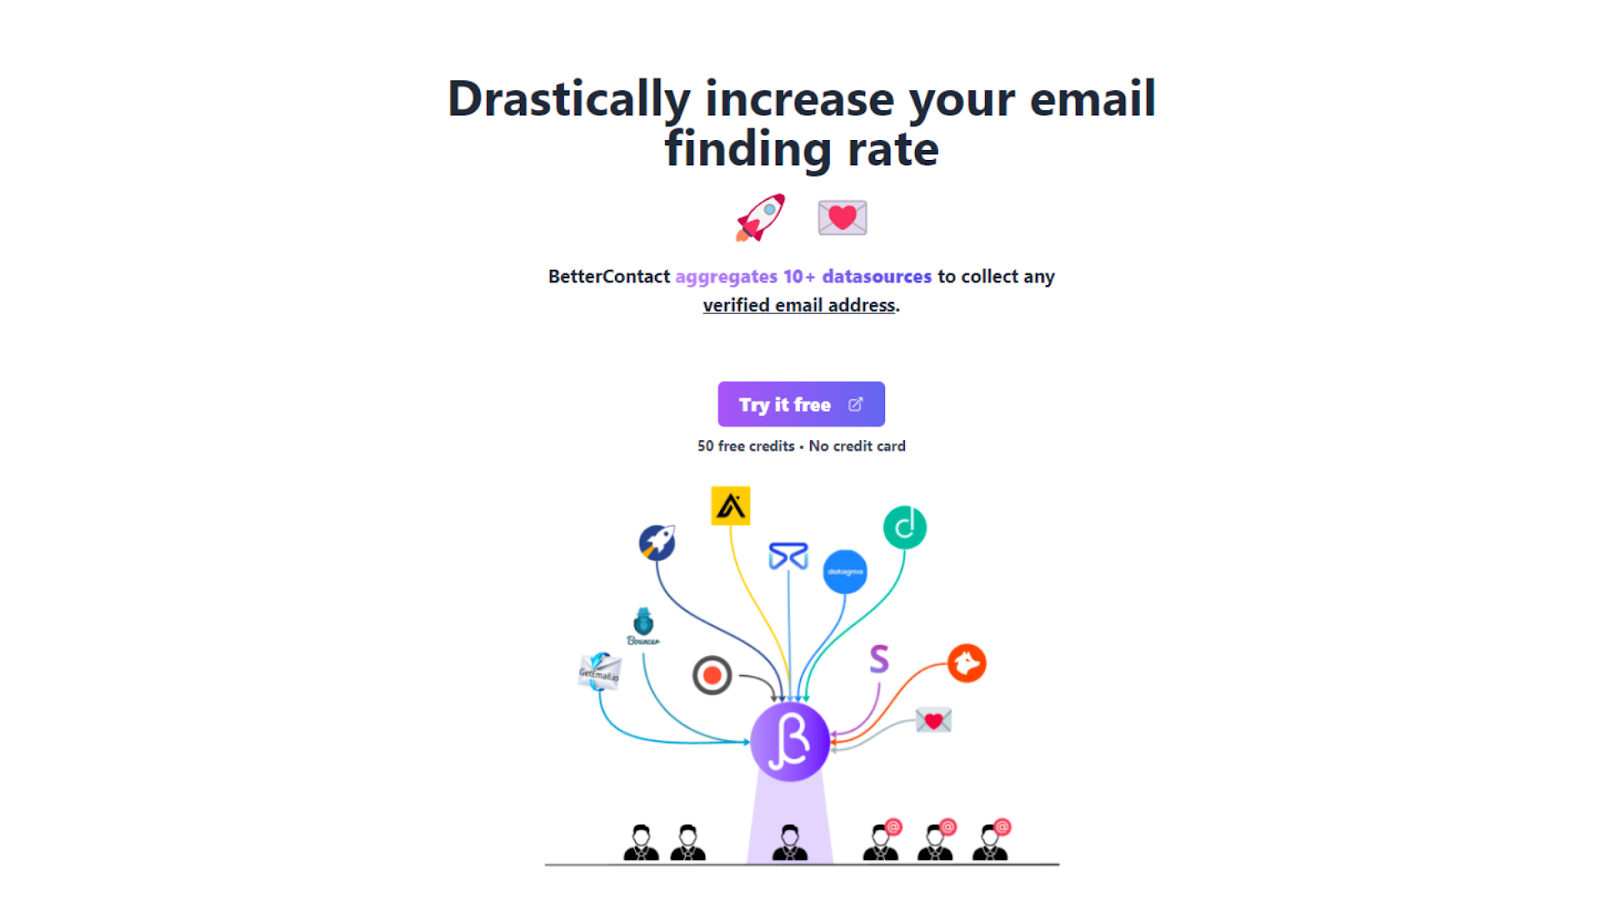 Drastically increase your email
finding rate
BetterContact aggregates 10+ datasources to collect any
verified email address.
Try it free
50 free credits • No credit card
datagma
Bouncer
GetEmail.io
S
@ @ @